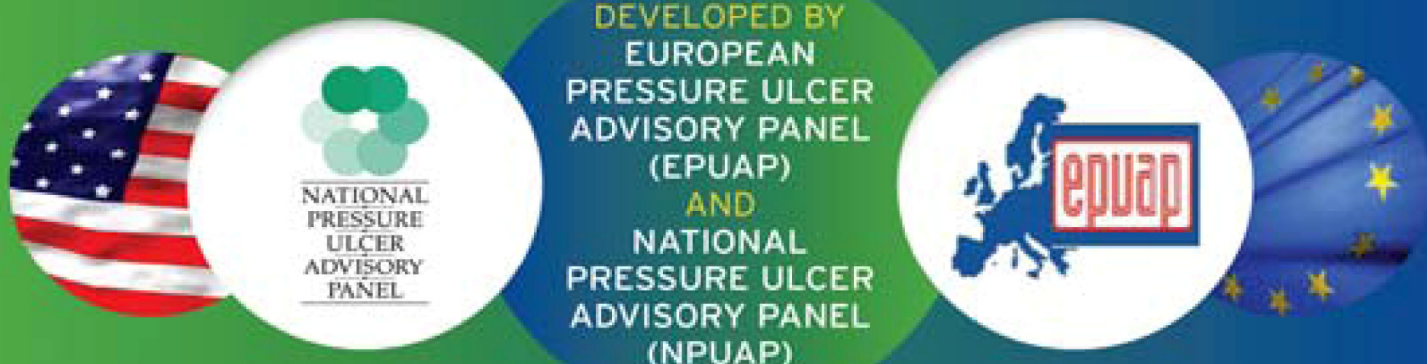 NATIONAL
PRESSURE
ULCER
ADVISORY
PANEL
DEVELOPED BY
EUROPEAN
PRESSURE ULCER
ADVISORY PANEL
(EPUAP)
AND
NATIONAL
PRESSURE ULCER
ADVISORY PANEL
(NPUAP)
epuap